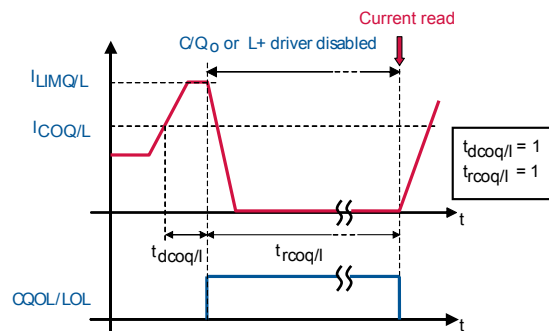 Current read
C/Qo or L+ driver disabled
ILIMQ/L
ICOQ/L
tdcoq/l = 1
trcoq/l = 1
t
tdcoq/l
trcoq/l
CQOL/LOL
t